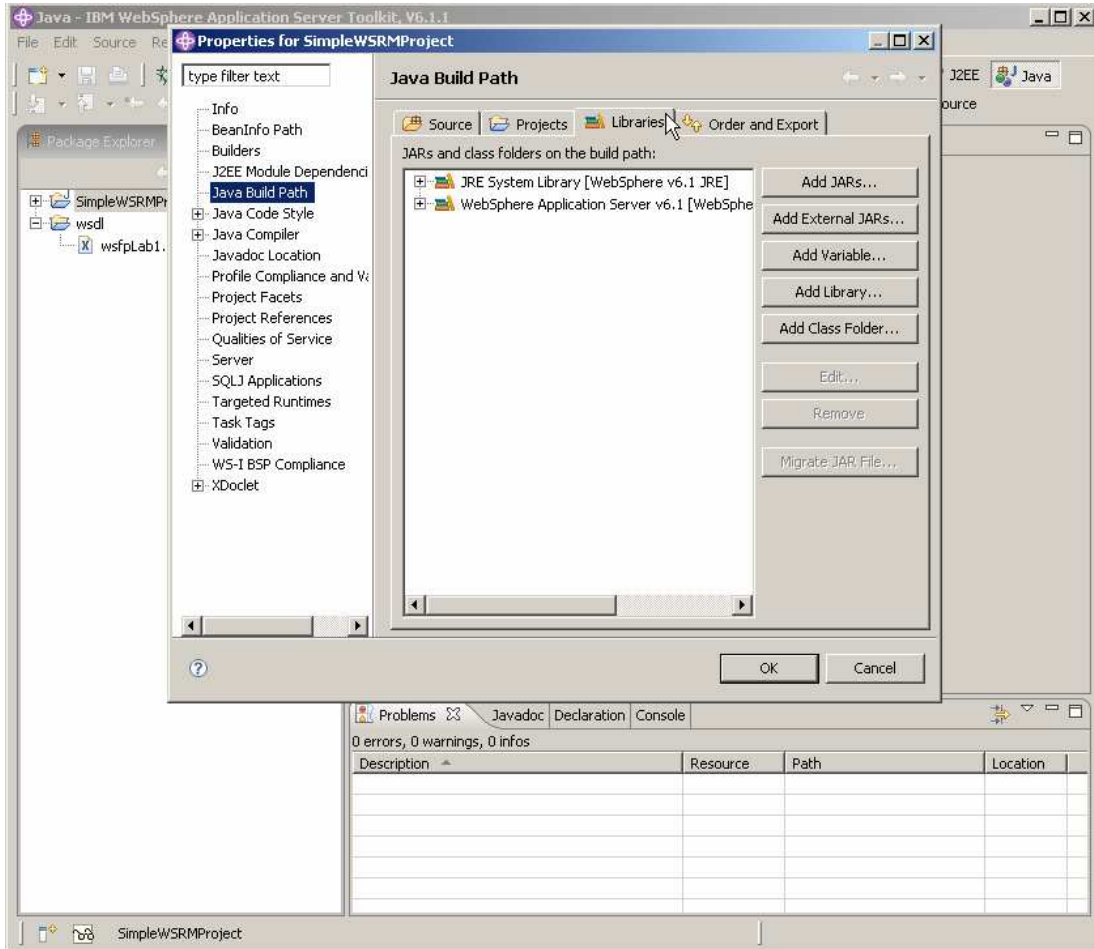 Java - IBM WebSphere Application Server Toolkit, V6.1.1
File Edit Source Re
Properties for SimpleWSRMProject
type filter text
Java Build Path
J2EE
Java
ource
Info
BeanInfo Path
Builders
J2EE Module Dependenci
Java Build Path
Java Code Style
Java Compiler
Javadoc Location
Profile Compliance and Va
Project Facets
Project References
Qualities of Service
Server
SQLJ Applications
Targeted Runtimes
Task Tags
Validation
WS-I BSP Compliance
XDoclet
Source
Projects
Libraries
Order and Export
JARs and class folders on the build path:
JRE System Library [WebSphere v6.1 JRE]
WebSphere Application Server v6.1 [WebSphe
Add JARs...
Add External JARs...
Add Variable...
Add Library...
Add Class Folder...
Edit...
Remove
Migrate JAR File...
OK
Cancel
Package Explorer
SimpleWSRMPr
wsdl
wsfpLab1.
Problems
Javadoc
Declaration
Console
0 errors, 0 warnings, 0 infos
Description
Resource
Path
Location
SimpleWSRMProject